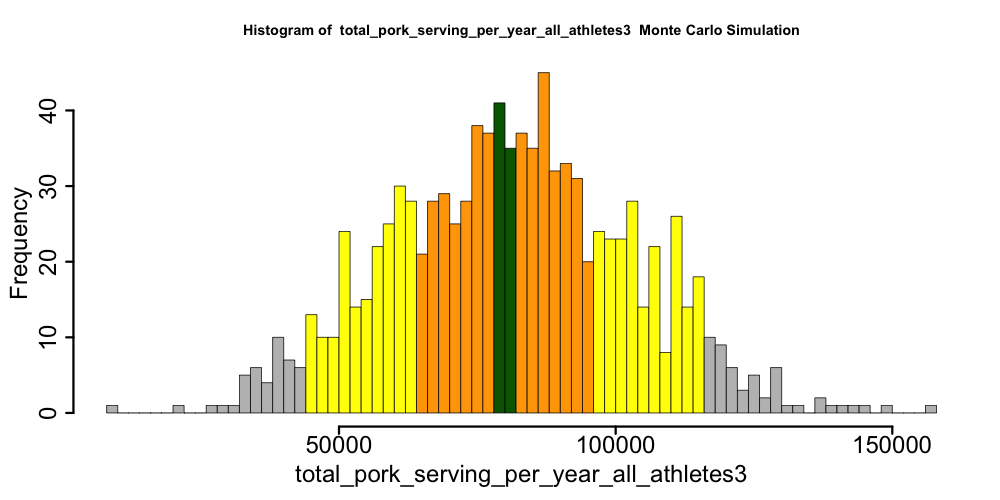 Histogram of  total_pork_serving_per_year_all_athletes3  Monte Carlo Simulation
Frequency
40
30
20
10
0
50000 100000 150000
total_pork_serving_per_year_all_athletes3